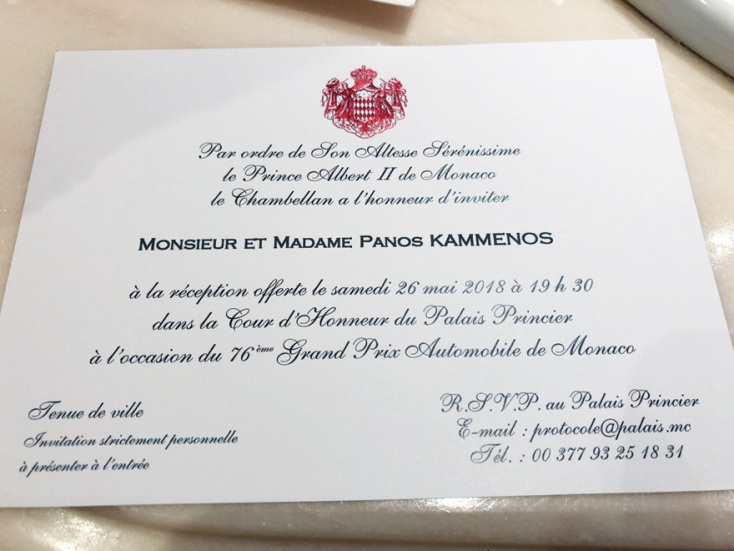 Par ordre de Son Altesse Sérénissime
le Prince Albert II de Monaco
le Chambellan a l'honneur d'inviter
MONSIEUR ET MADAME PANOS KAMMENOS
à la réception offerte le samedi 26 mai 2018 à 19 h 30
dans la Cour d'Honneur du Palais Princier
à l'occasion du 76ème Grand Prix Automobile de Monaco
Tenue de ville
Invitation strictement personnelle
à présenter à l'entrée
R.S.V.P. au Palais Princier
E-mail : protocole@palais.mc
Tél. : 00 377 93 25 18 31